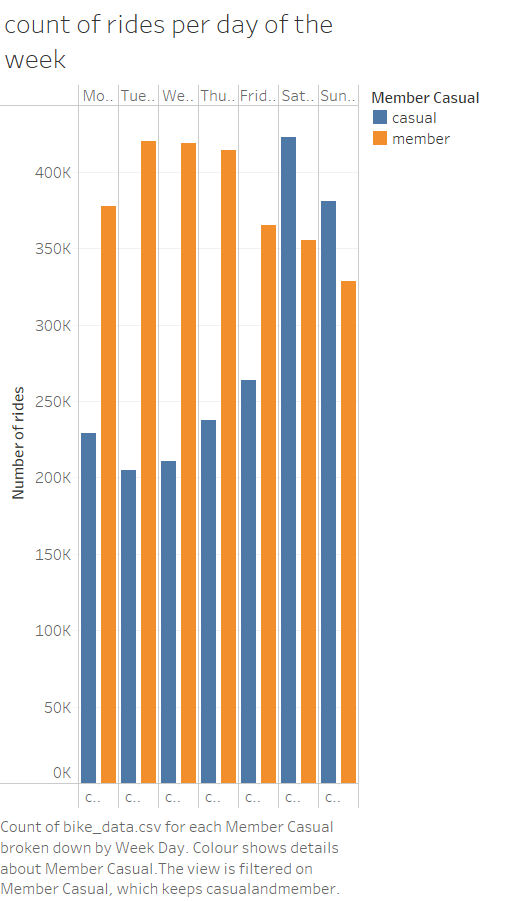 count of rides per day of the
week
Mo.. Tue.. We.. Thu.. Frid.. Sat.. Sun..
Member Casual
casual
member
400K
350K
300K
250K
200K
150K
100K
50K
0K
Number of rides
c.. c.. c.. c.. c.. c.. c..
Count of bike_data.csv for each Member Casual
broken down by Week Day. Colour shows details
about Member Casual.The view is filtered on
Member Casual, which keeps casualandmember.